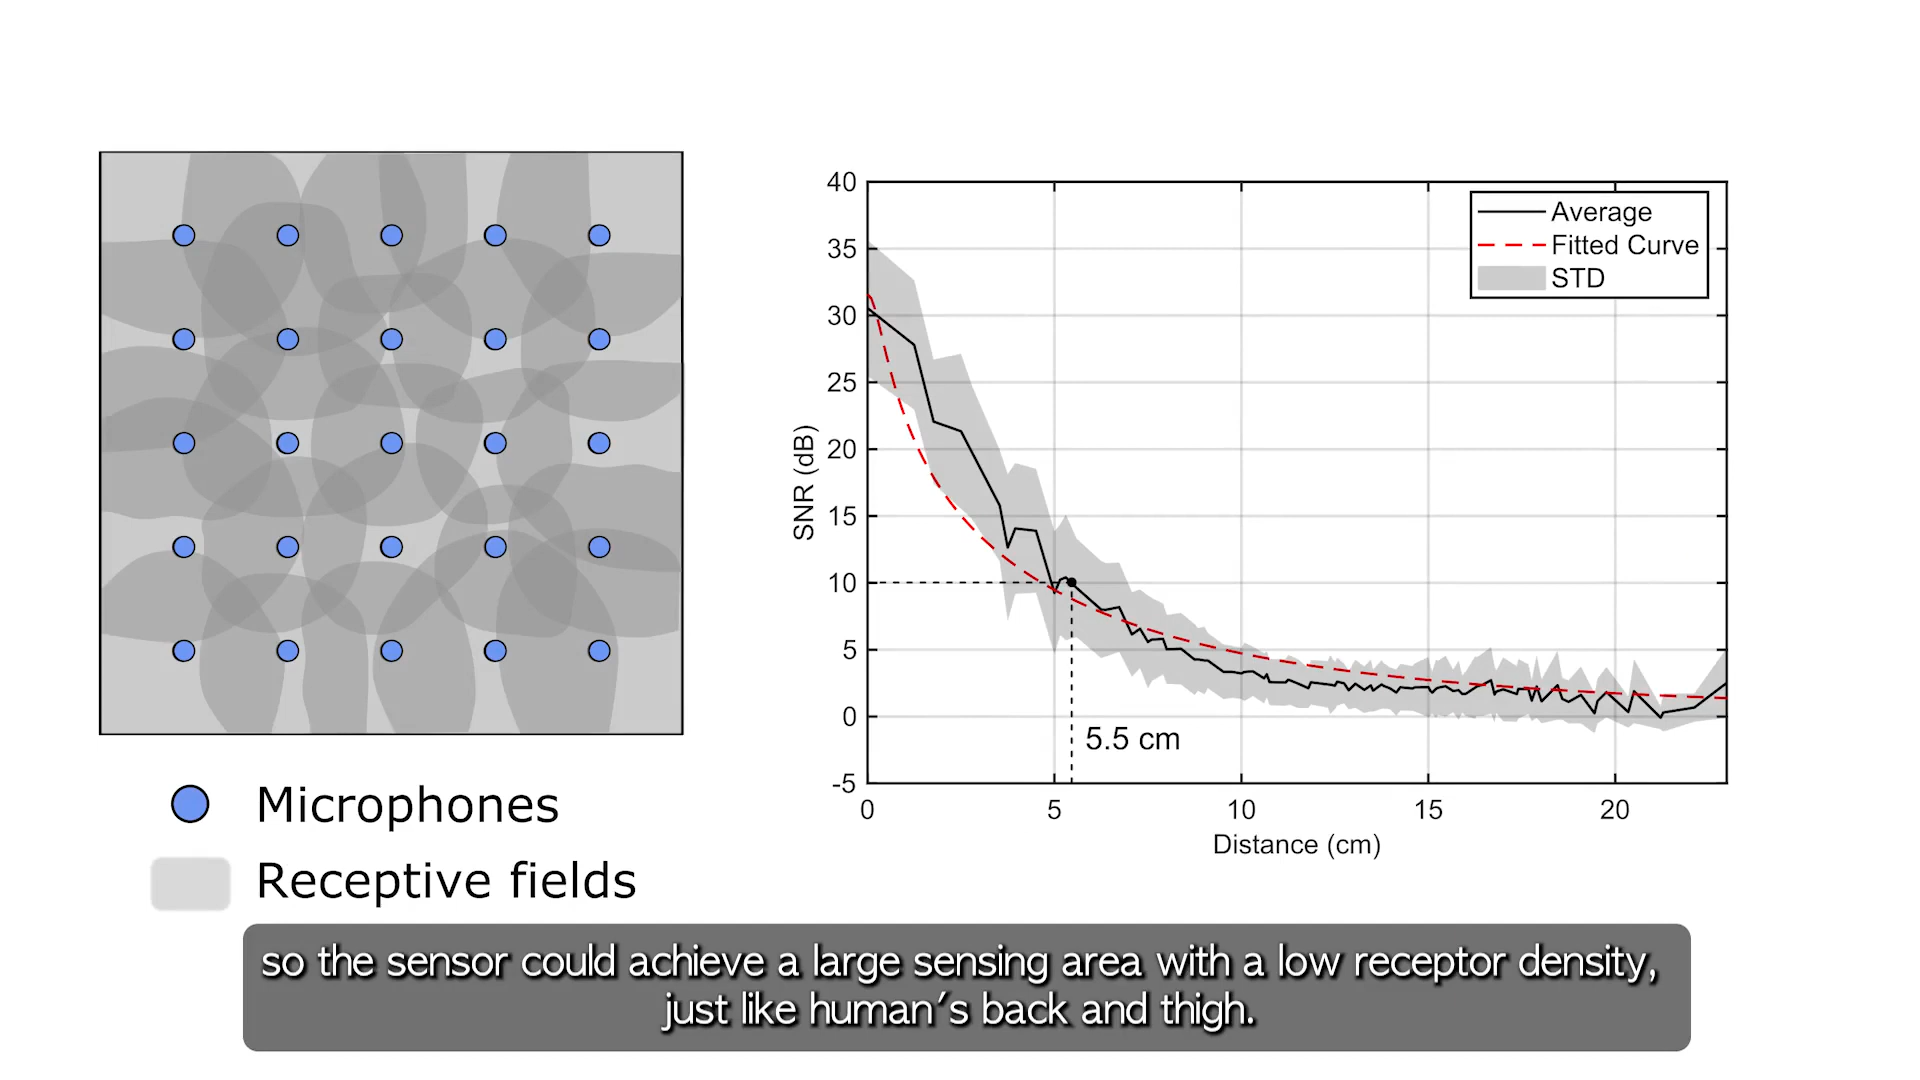 Microphones
Receptive fields
40
35
30
25
20
15
10
5
0
-5
SNR (dB)
Average
Fitted Curve
STD
5.5 cm
0 5 10 15 20
Distance (cm)
so the sensor could achieve a large sensing area with a low receptor density,
just like human's back and thigh.